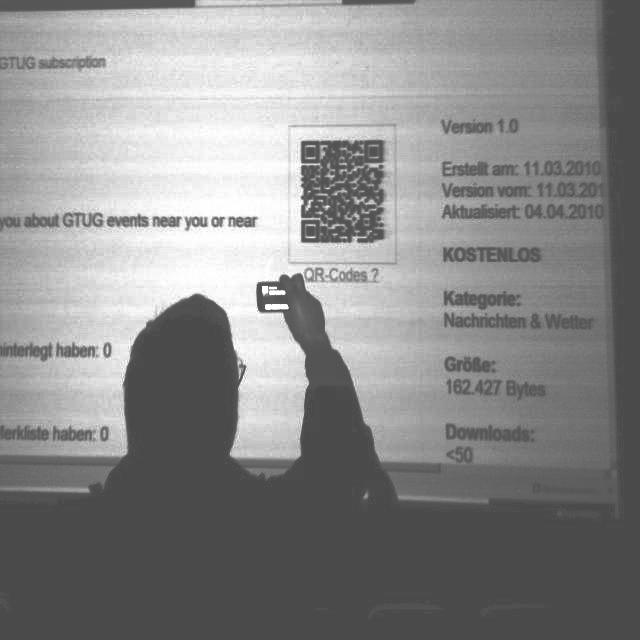 GTUG subscription
Version 1.0
Erstellt am: 11.03.2010
Version vom: 11.03.201
Aktualisiert: 04.04.2010
you about GTUG events near you or near
KOSTENLOS
QR-Codes ?
Kategorie:
Nachrichten & Wetter
interlegt haben: 0
Größe:
162.427 Bytes
erkliste haben: 0
Downloads:
<50